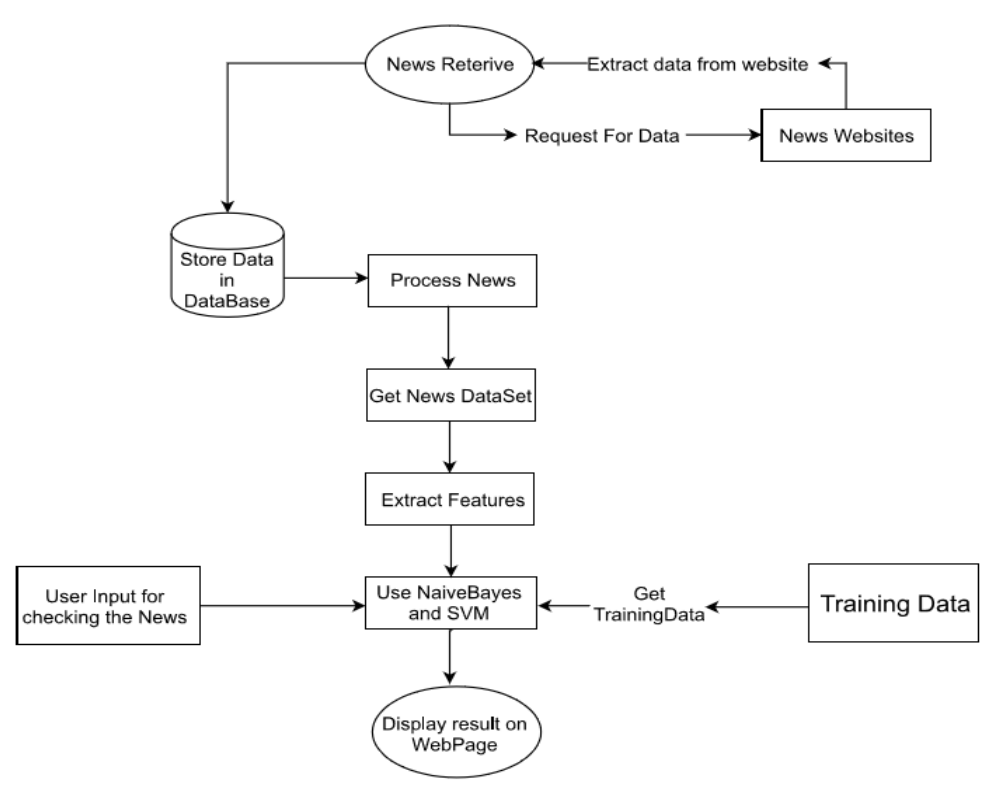 News Reterive
Extract data from website
Request For Data
News Websites
Store Data
in
DataBase
Process News
Get News DataSet
Extract Features
User Input for
checking the News
Use NaiveBayes
and SVM
Get
TrainingData
Training Data
Display result on
WebPage